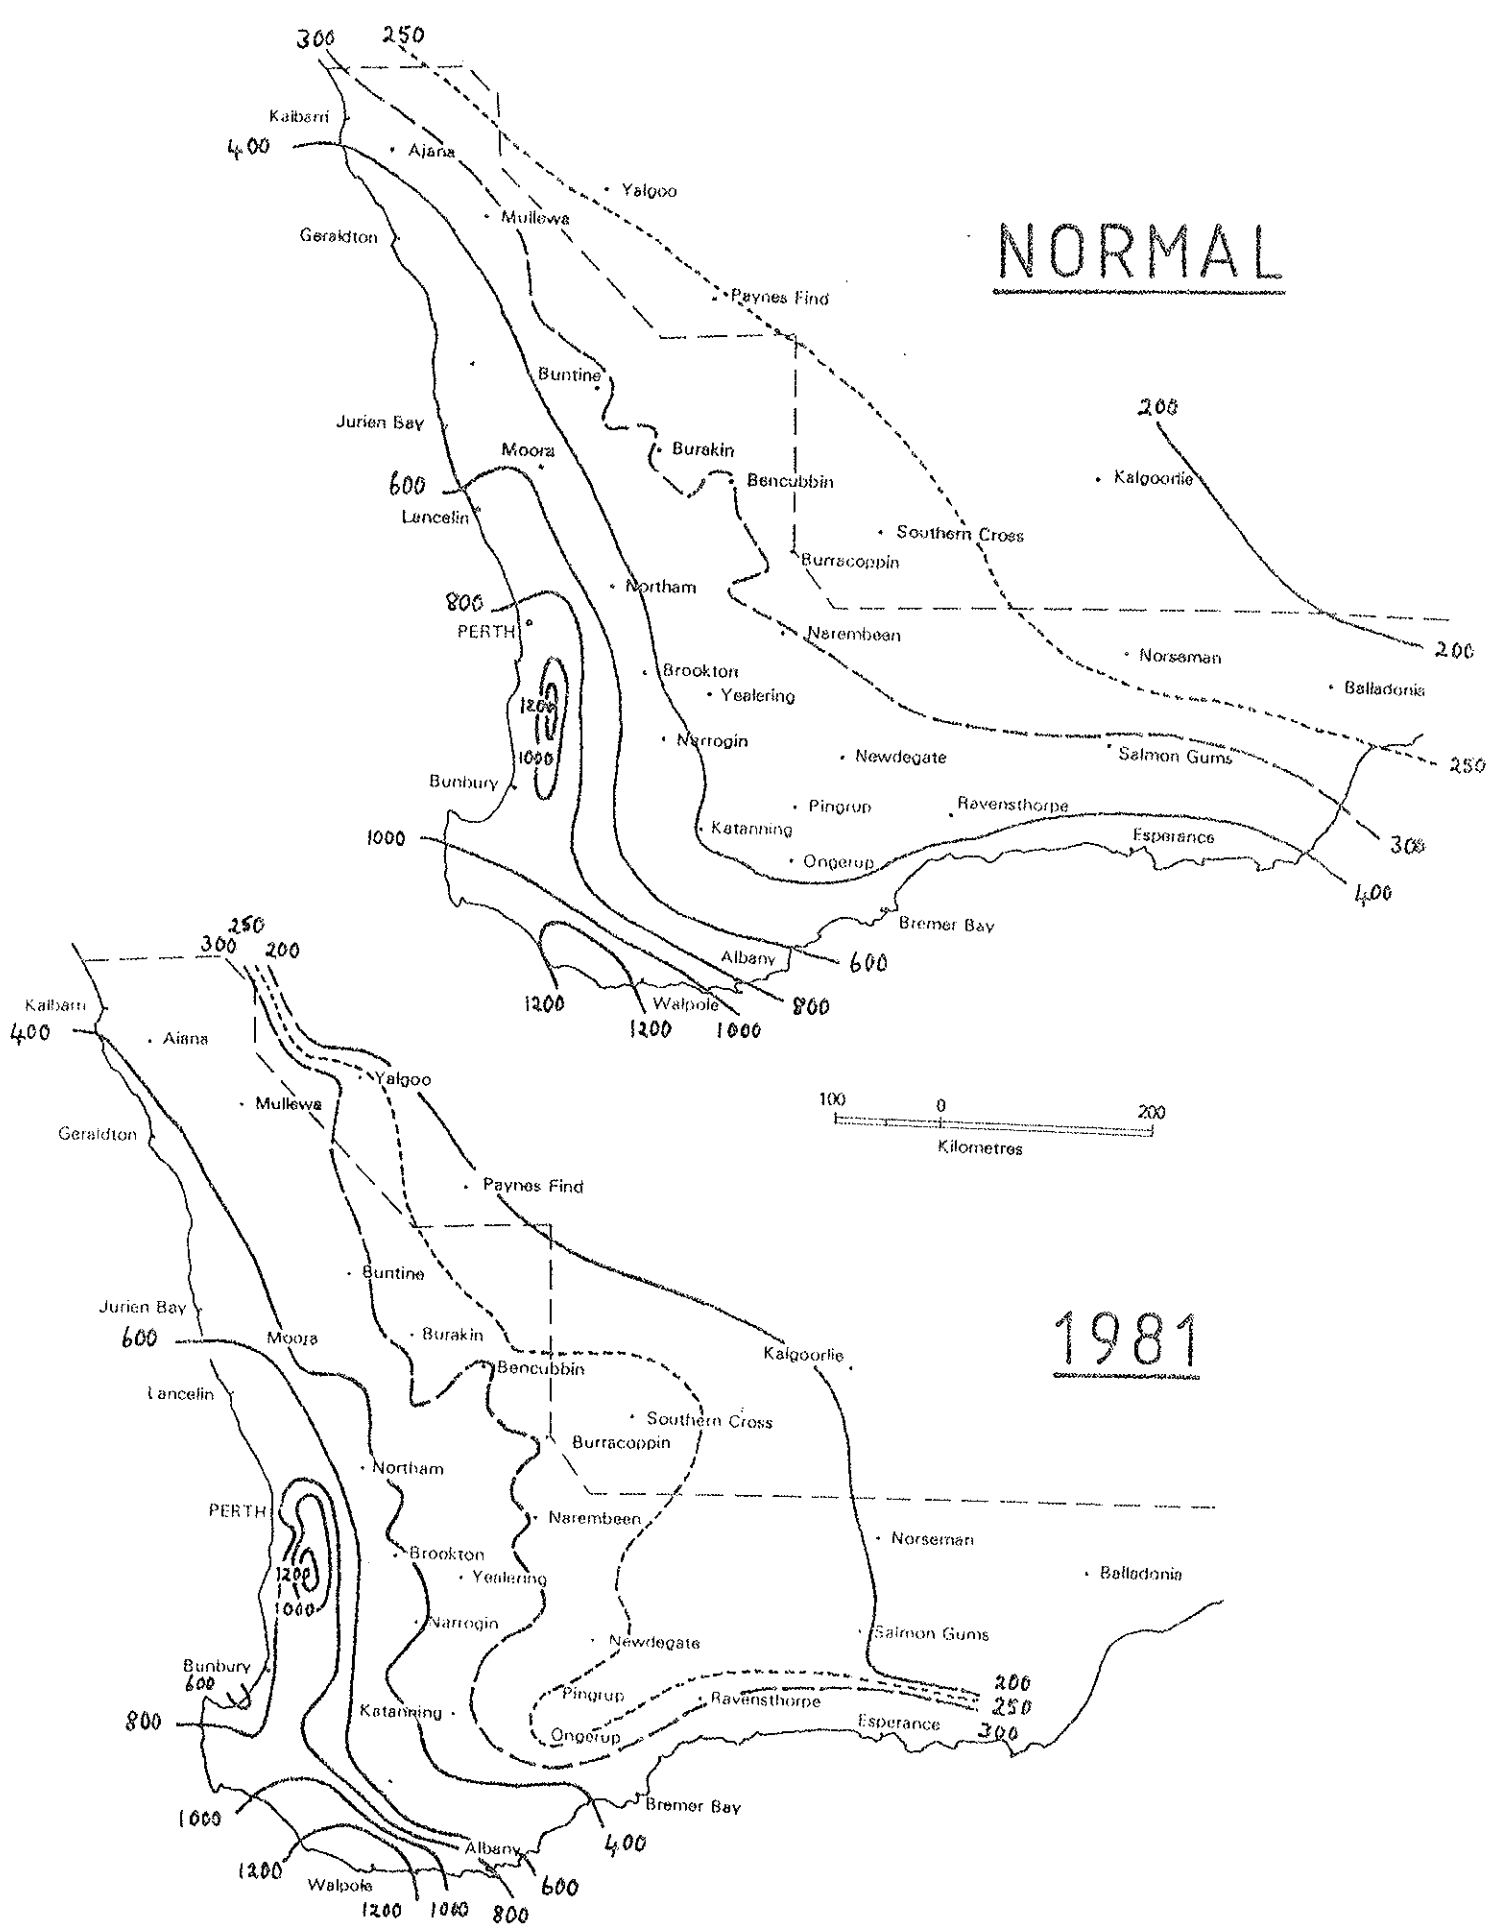 300 250
Kalbarri
400
Ajana
Yalgoo
Mullewa
Geraldton
NORMAL
Paynes Find
Buntine
200
Jurien Bay
Moora
Burakin
Kalgoorlie
600
Bencubbin
Lancelin
Southern Cross
Burracoppin
Northam
800
PERTH
Narembeen
200
Norseman
Brookton
Balladonia
Yealering
1200
Narrogin
Salmon Gums
Newdegate
1000
250
Bunbury
Pingrup
Ravensthorpe
Katanning
Esperance
1000
300
Ongerup
400
Bremer Bay
Albany
600
1200
Walpole
800
1200
1000
250
300 200
Kalbarri
400
Ajana
Yalgoo
Mullewa
100 0 200
Kilometres
Geraldton
Paynes Find
Buntine
Jurien Bay
600
Moora
Burakin
1981
Kalgoorlie
Bencubbin
Lancelin
Southern Cross
Burracoppin
Northam
PERTH
Narembeen
Norseman
Brookton
1200
Yealering
Balladonia
1000
Narrogin
Salmon Gums
Newdegate
Bunbury
600
200
Pingrup
Ravensthorpe
250
Katanning
800
Esperance
300
Ongerup
Bremer Bay
1000
400
Albany
1200
Walpole
600
1200 1000 800